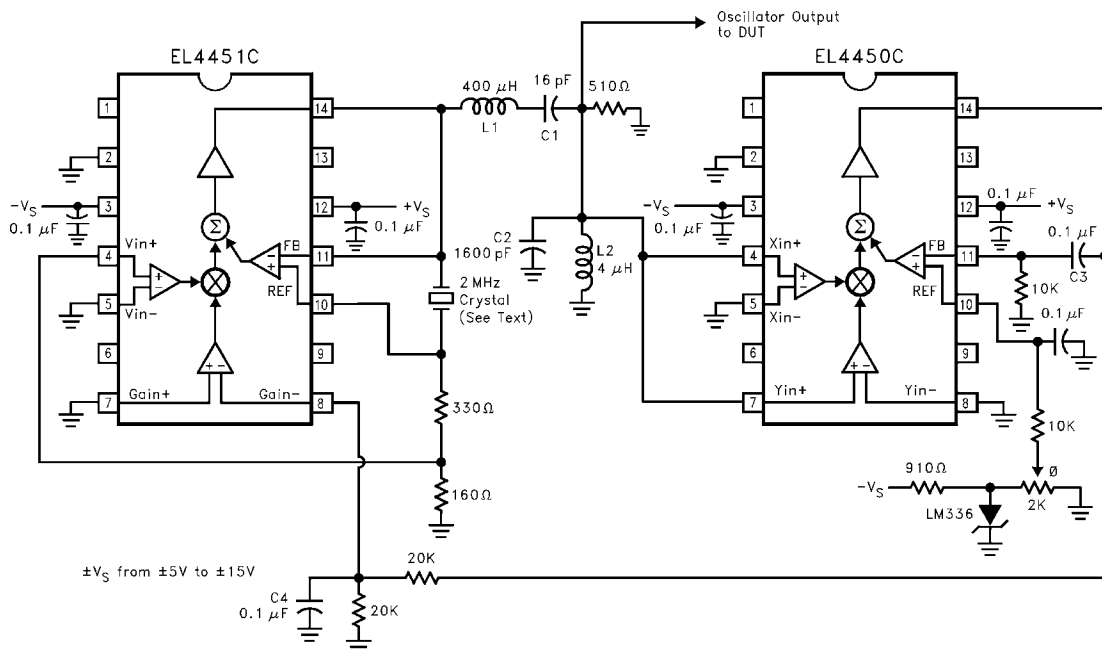 Oscillator Output
to DUT
EL4451C
EL4450C
400 μH
L1
16 pF
C1
510Ω
1
2
3
4
5
6
7
14
13
12
11
10
9
8
-VS
0.1 μF
+VS
0.1 μF
Vin+
Vin-
Gain+
Gain-
FB
REF
Σ
+
-
-
+
+ -
2 MHz
Crystal
(See Text)
C2
1600 pF
L2
4 μH
330Ω
160Ω
1
2
3
4
5
6
7
14
13
12
11
10
9
8
-VS
0.1 μF
0.1 μF
+VS
Xin+
Xin-
Yin+
Yin-
FB
REF
Σ
+
-
-
+
+ -
0.1 μF
C3
10K
0.1 μF
10K
910Ω
-VS
Ø
2K
LM336
±VS from ±5V to ±15V
20K
C4
0.1 μF
20K